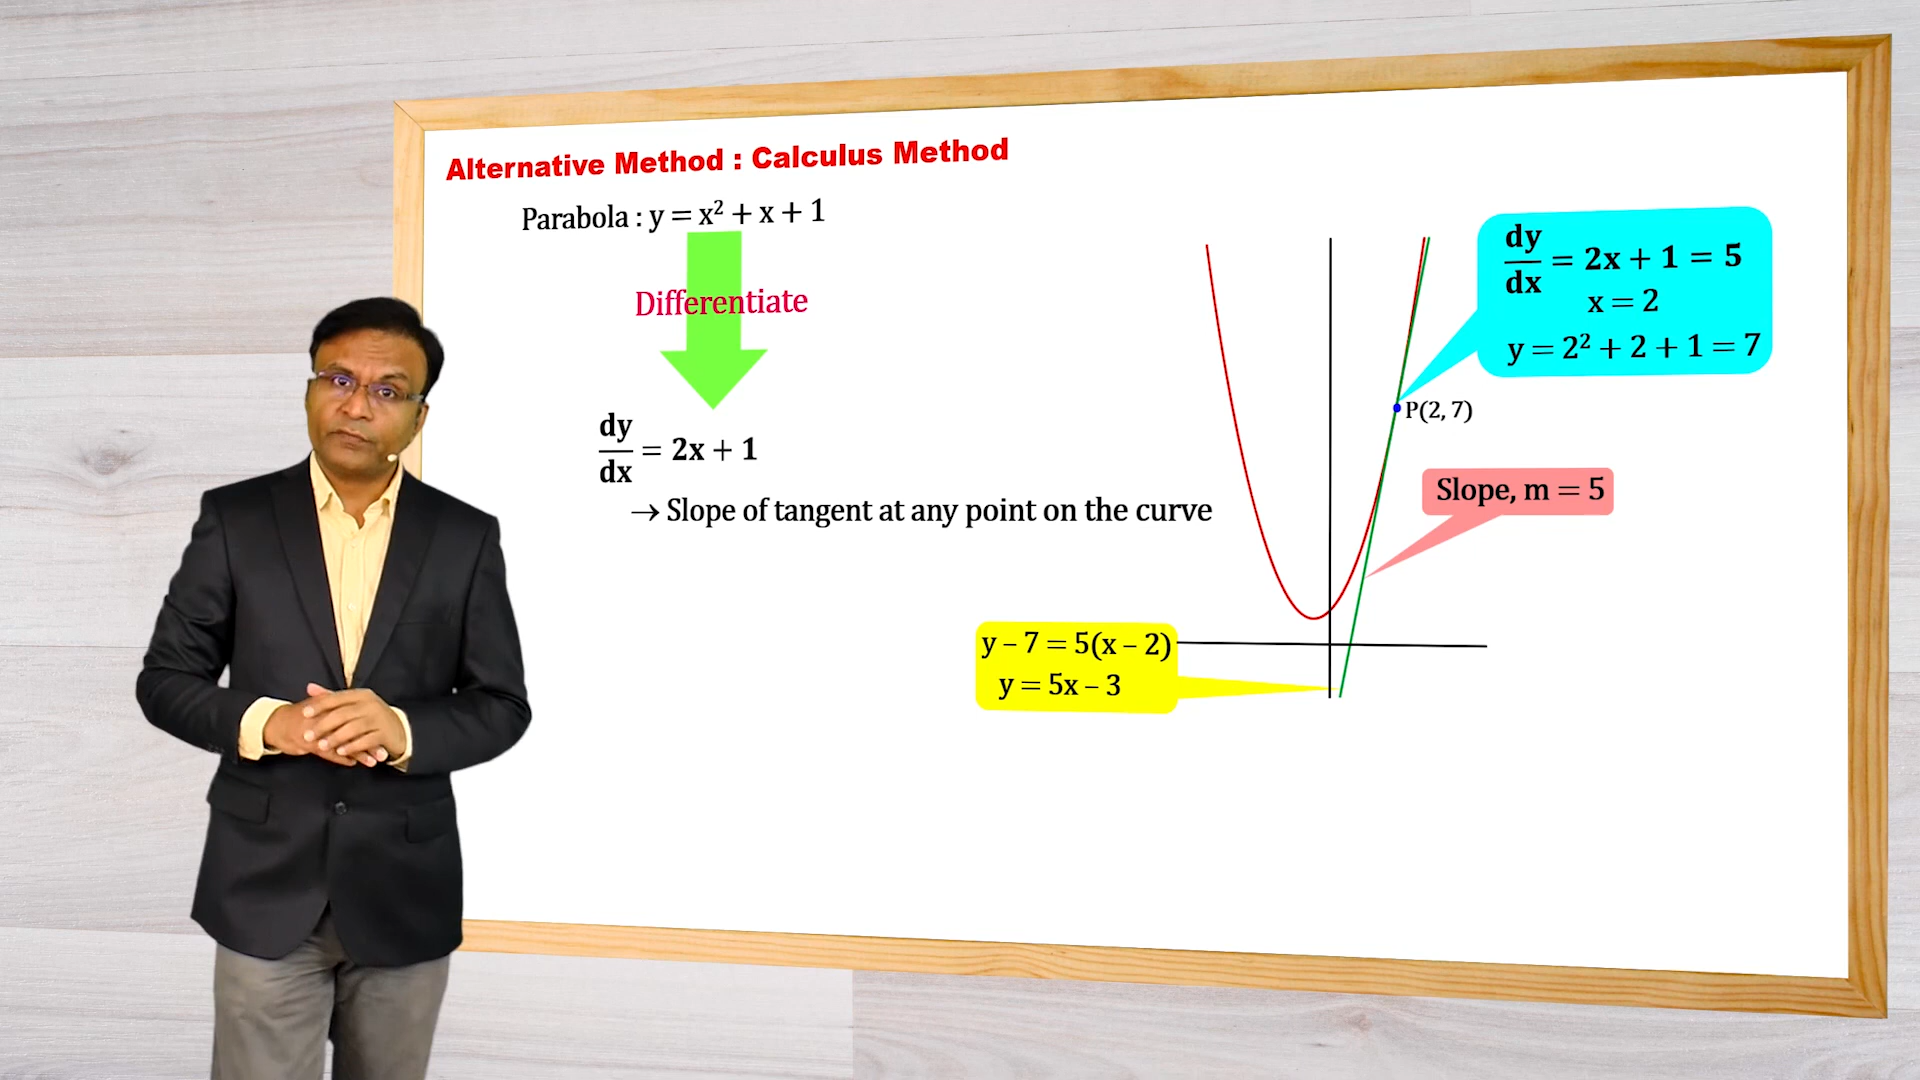 Alternative Method : Calculus Method
Parabola : y = x² + x + 1
Differentiate
dy/dx = 2x + 1
→ Slope of tangent at any point on the curve
dy/dx = 2x + 1 = 5
x = 2
y = 2² + 2 + 1 = 7
P(2, 7)
Slope, m = 5
y – 7 = 5(x – 2)
y = 5x – 3